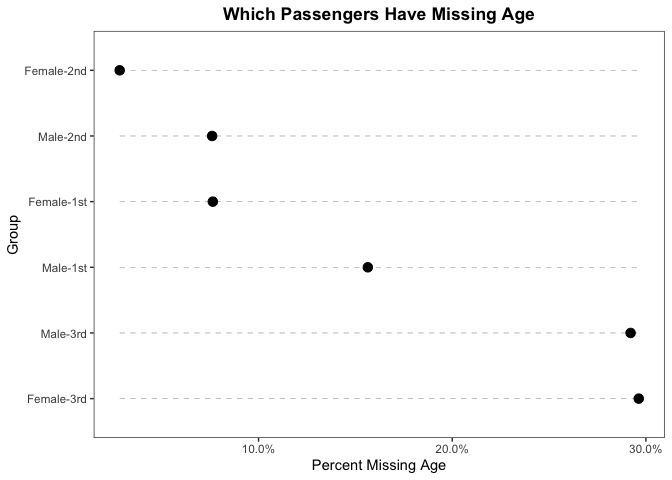 Which Passengers Have Missing Age
Female-2nd
Male-2nd
Female-1st
Male-1st
Male-3rd
Female-3rd
Group
10.0% 20.0% 30.0%
Percent Missing Age